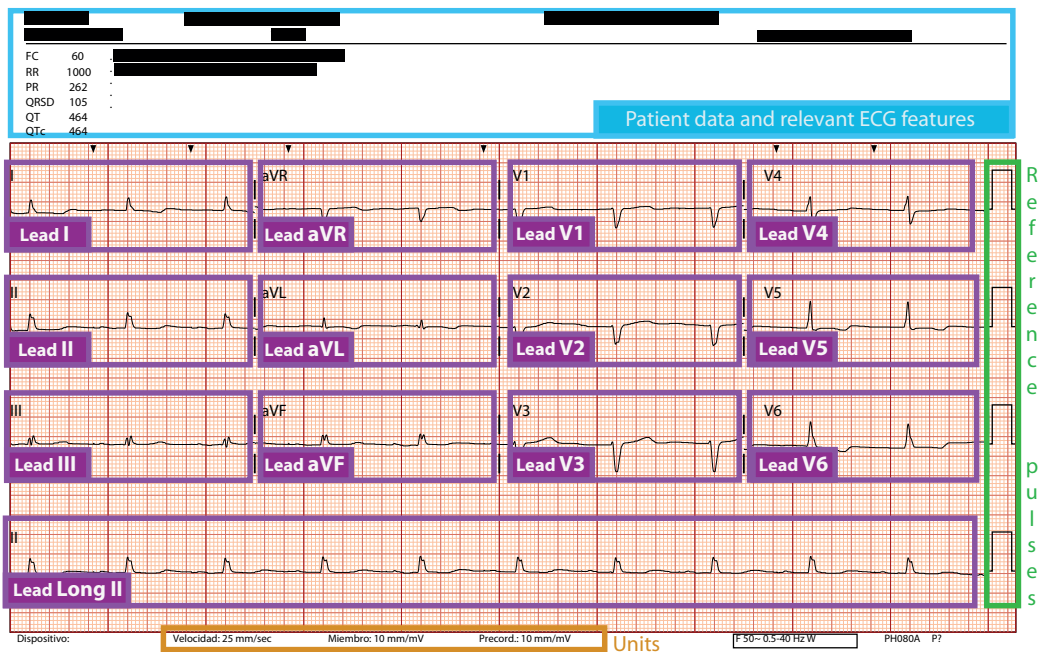 FC 60
RR 1000
PR 262
QRSD 105
QT 464
QTc 464
Patient data and relevant ECG features
I aVR V1 V4
Lead I Lead aVR Lead V1 Lead V4
II aVL V2 V5
Lead II Lead aVL Lead V2 Lead V5
III aVF V3 V6
Lead III Lead aVF Lead V3 Lead V6
II
Lead Long II
Reference pulses
Dispositivo: Velocidad: 25 mm/sec Miembro: 10 mm/mV Precord.: 10 mm/mV F 50~ 0.5-40 Hz W PH080A P?
Units